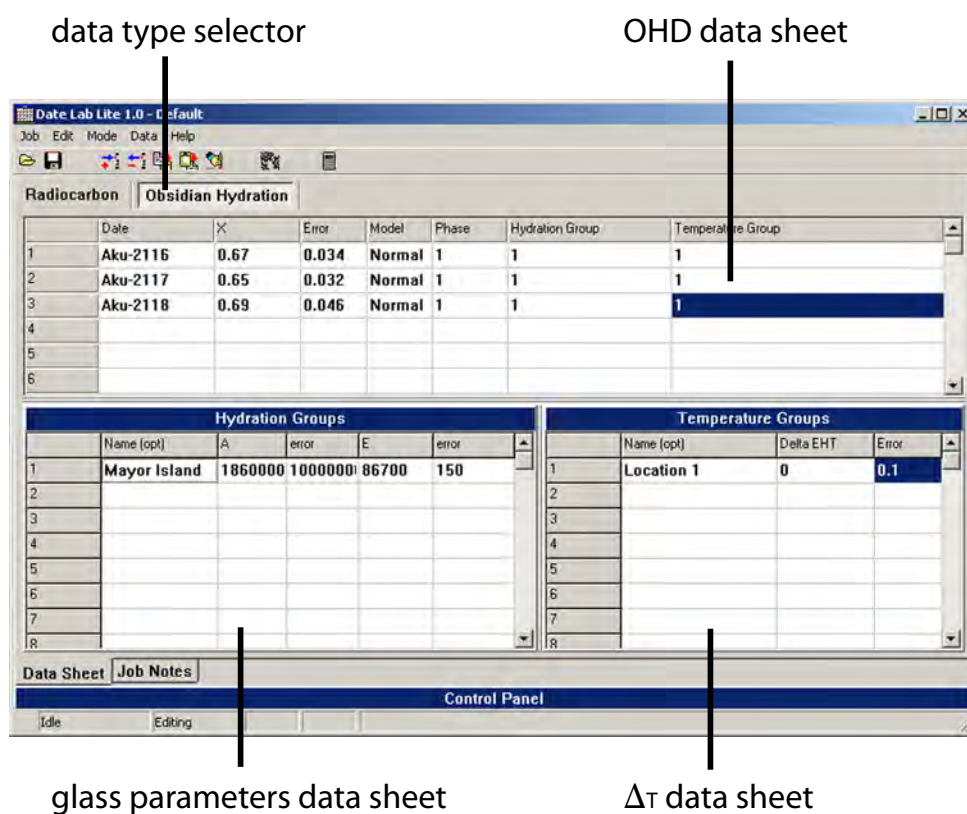 data type selector OHD data sheet
Date Lab Lite 1.0 - Default
Job Edit Mode Data Help
Radiocarbon Obsidian Hydration
Date X Error Model Phase Hydration Group Temperature Group
1 Aku-2116 0.67 0.034 Normal 1 1 1
2 Aku-2117 0.65 0.032 Normal 1 1 1
3 Aku-2118 0.69 0.046 Normal 1 1 1
4
5
6
Hydration Groups Temperature Groups
Name (opt) A error E error Name (opt) Delta EHT Error
1 Mayor Island 1860000 1000000 86700 150 1 Location 1 0 0.1
2 2
3 3
4 4
5 5
6 6
7 7
8 8
Data Sheet Job Notes
Control Panel
Idle Editing
glass parameters data sheet ΔT data sheet